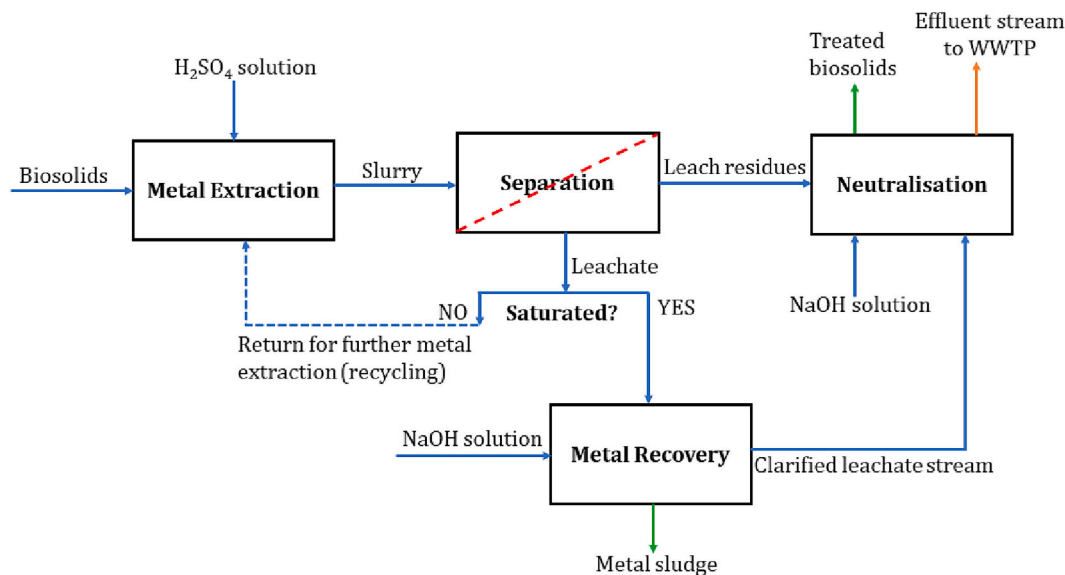 Effluent stream
to WWTP
Treated
biosolids
H₂SO₄ solution
Biosolids
Metal Extraction
Slurry
Separation
Leach residues
Neutralisation
Leachate
NO
Saturated?
YES
NaOH solution
Return for further metal
extraction (recycling)
NaOH solution
Metal Recovery
Clarified leachate stream
Metal sludge